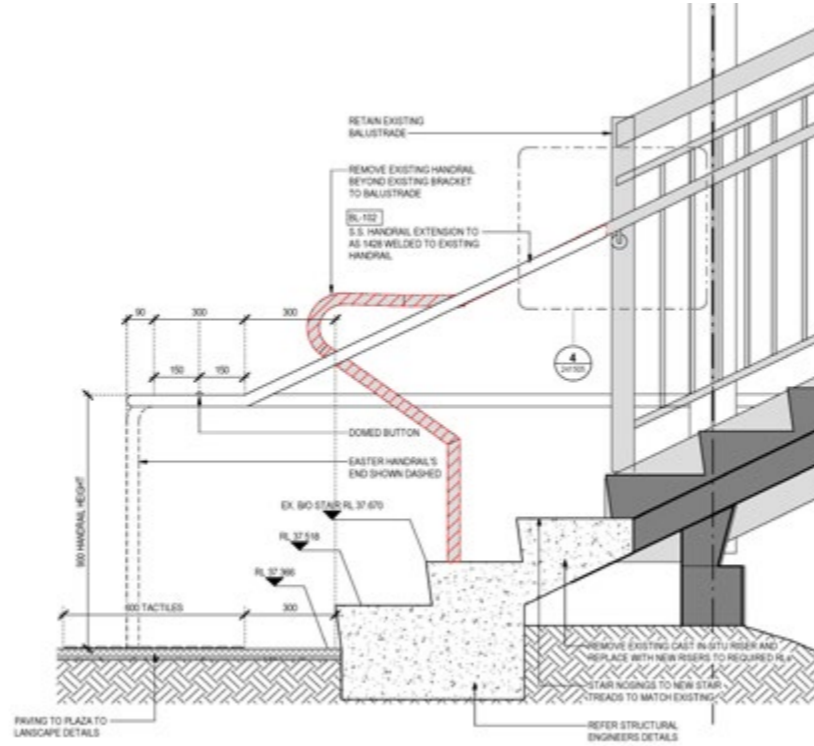 RETAIN EXISTING
BALUSTRADE
REMOVE EXISTING HANDRAIL
BEYOND EXISTING BRACKET
TO BALUSTRADE
BL-102
S.S. HANDRAIL EXTENSION TO
AS 1428 WELDED TO EXISTING
HANDRAIL
90
300
300
150
150
4
DOMED BUTTON
EASTER HANDRAIL'S
END SHOWN DASHED
900 HANDRAIL HEIGHT
EX. B/O STAIR RL 37.670
RL 37.518
RL 37.366
600 TACTILES
300
REMOVE EXISTING CAST IN-SITU RISER AND
REPLACE WITH NEW RISERS TO REQUIRED RL's
STAIR NOSINGS TO NEW STAIR
TREADS TO MATCH EXISTING
PAVING TO PLAZA TO
LANSCAPE DETAILS
REFER STRUCTURAL
ENGINEERS DETAILS